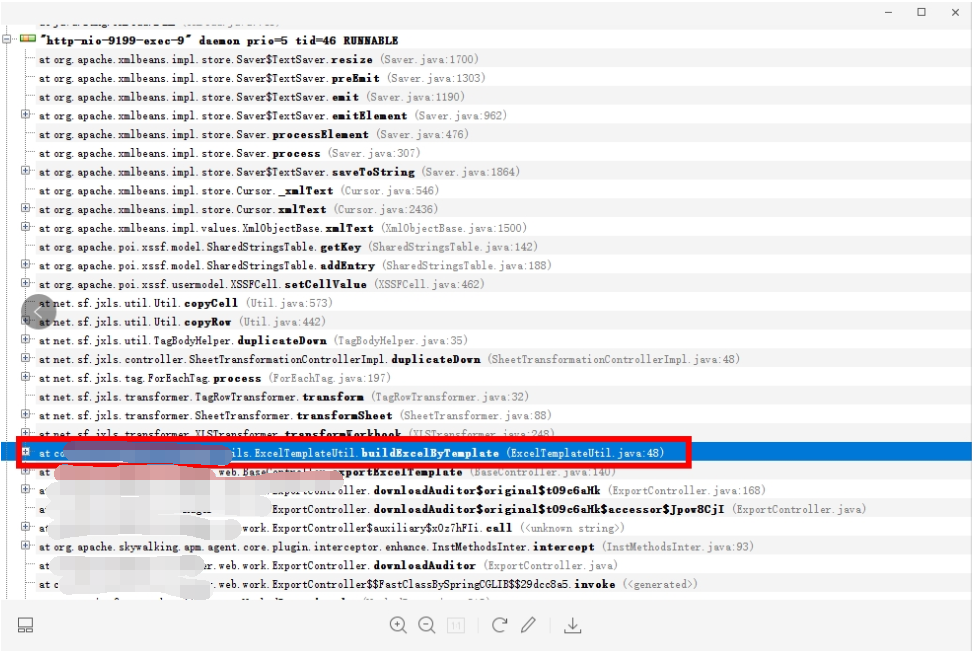 "http-nio-9199-exec-9" daemon prio=5 tid=46 RUNNABLE
at org.apache.xmlbeans.impl.store.Saver$TextSaver.resize (Saver.java:1700)
at org.apache.xmlbeans.impl.store.Saver$TextSaver.preEmit (Saver.java:1303)
at org.apache.xmlbeans.impl.store.Saver$TextSaver.emit (Saver.java:1190)
at org.apache.xmlbeans.impl.store.Saver$TextSaver.emitElement (Saver.java:962)
at org.apache.xmlbeans.impl.store.Saver.processElement (Saver.java:476)
at org.apache.xmlbeans.impl.store.Saver.process (Saver.java:307)
at org.apache.xmlbeans.impl.store.Saver$TextSaver.saveToString (Saver.java:1864)
at org.apache.xmlbeans.impl.store.Cursor._xmlText (Cursor.java:546)
at org.apache.xmlbeans.impl.store.Cursor.xmlText (Cursor.java:2436)
at org.apache.xmlbeans.impl.values.XmlObjectBase.xmlText (XmlObjectBase.java:1500)
at org.apache.poi.xssf.model.SharedStringsTable.getKey (SharedStringsTable.java:142)
at org.apache.poi.xssf.model.SharedStringsTable.addEntry (SharedStringsTable.java:188)
at org.apache.poi.xssf.usermodel.XSSFCell.setCellValue (XSSFCell.java:462)
at net.sf.jxls.util.Util.copyCell (Util.java:573)
at net.sf.jxls.util.Util.copyRow (Util.java:442)
at net.sf.jxls.util.TagBodyHelper.duplicateDown (TagBodyHelper.java:35)
at net.sf.jxls.controller.SheetTransformationControllerImpl.duplicateDown (SheetTransformationControllerImpl.java:48)
at net.sf.jxls.tag.ForEachTag.process (ForEachTag.java:197)
at net.sf.jxls.transformer.TagRowTransformer.transform (TagRowTransformer.java:32)
at net.sf.jxls.transformer.SheetTransformer.transformSheet (SheetTransformer.java:88)
at net.sf.jxls.transformer.XLSTransformer.transformWorkbook (XLSTransformer.java:248)
at co ils.ExcelTemplateUtil.buildExcelByTemplate (ExcelTemplateUtil.java:48)
at .web.BaseController.exportExcelTemplate (BaseController.java:140)
ExportController.downloadAuditor$original$t09c6aMk (ExportController.java:168)
ExportController.downloadAuditor$original$t09c6aMk$accessor$Jpow8CjI (ExportController.java)
work.ExportController$auxiliary$xOz7hFIi.call (<unknown string>)
at org.apache.skywalking.apm.agent.core.plugin.interceptor.enhance.InstMethodsInter.intercept (InstMethodsInter.java:93)
at c r.web.work.ExportController.downloadAuditor (ExportController.java)
at c .web.work.ExportController$$FastClassBySpringCGLIB$$29dcc8a5.invoke (<generated>)
1:1